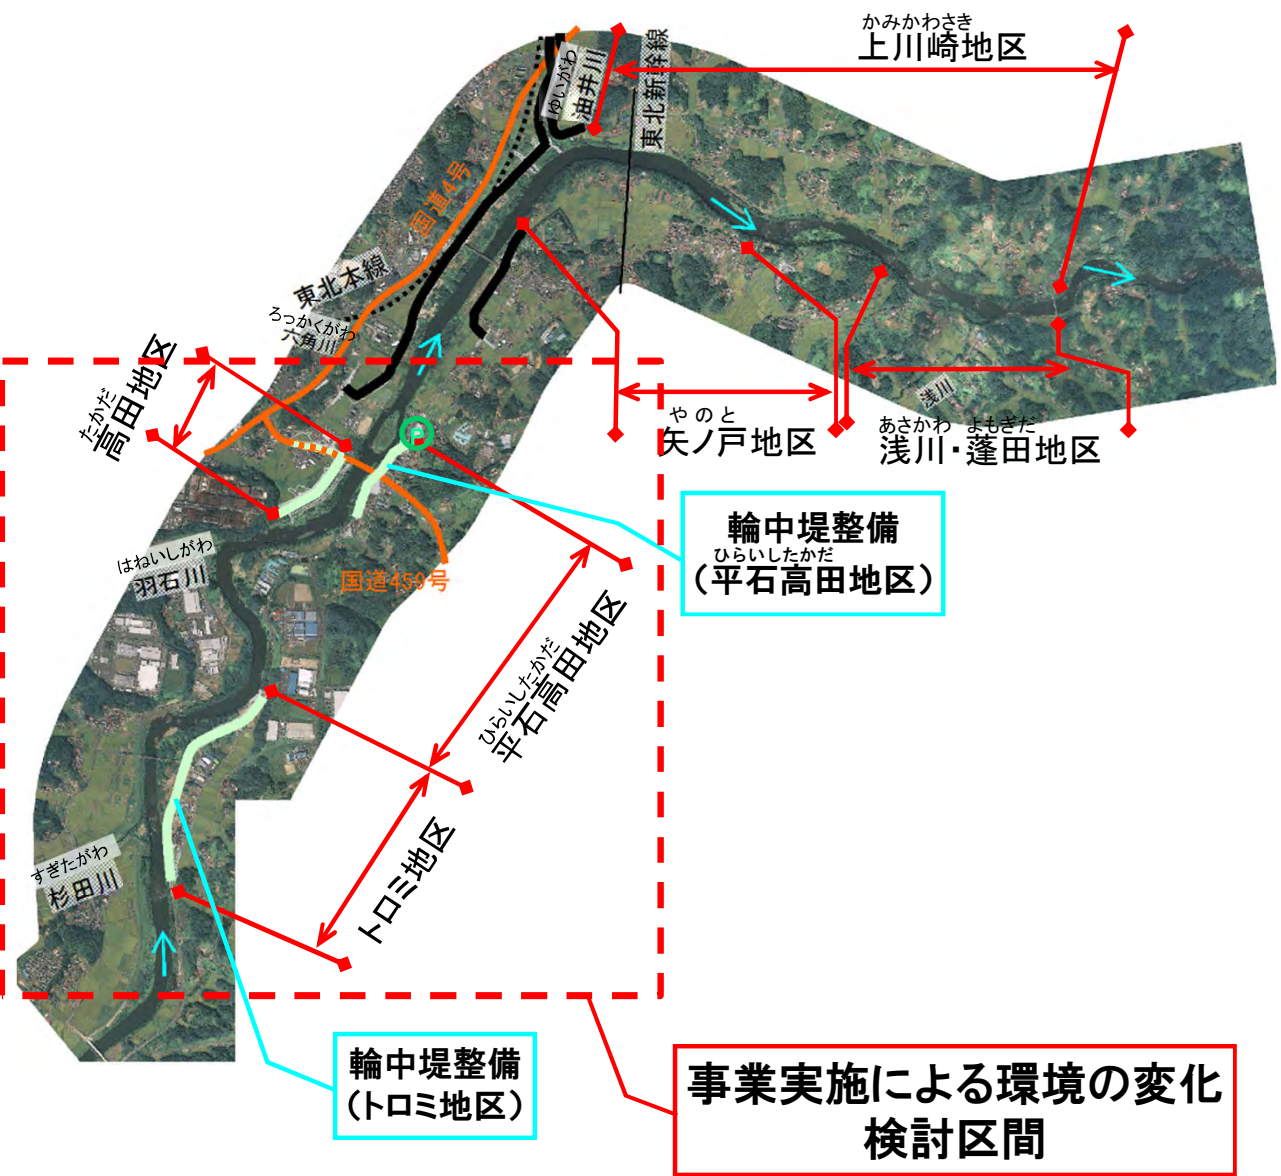 かみかわさき
上川崎地区
ゆいがわ
油井川
東北新幹線
国道4号
東北本線
ろっかくがわ
六角川
たかだ
高田地区
P
やのと
矢ノ戸地区
浅川
あさかわ よもぎだ
浅川・蓬田地区
輪中堤整備
ひらいしたかだ
（平石高田地区）
はねいしがわ
羽石川
国道459号
ひらいしたかだ
平石高田地区
トロミ地区
すぎたがわ
杉田川
輪中堤整備
（トロミ地区）
事業実施による環境の変化
検討区間